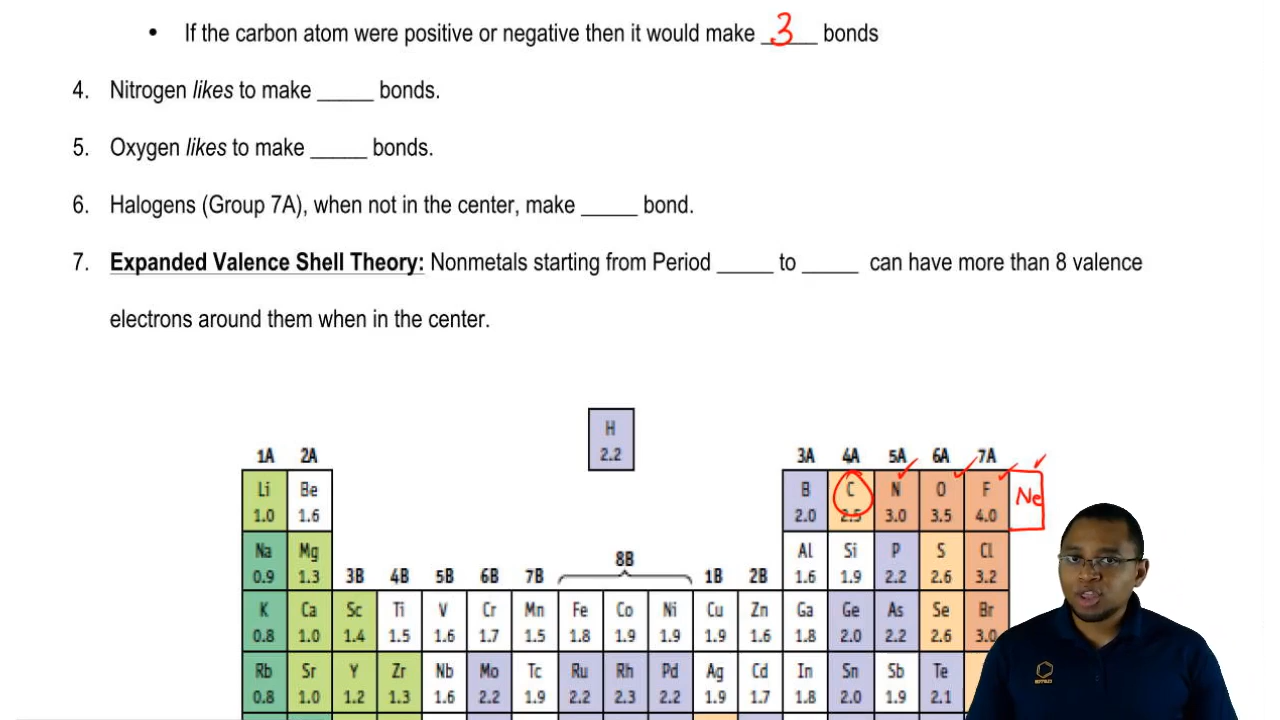 • If the carbon atom were positive or negative then it would make 3 bonds
4. Nitrogen likes to make _____ bonds.
5. Oxygen likes to make _____ bonds.
6. Halogens (Group 7A), when not in the center, make _____ bond.
7. Expanded Valence Shell Theory: Nonmetals starting from Period _____ to _____ can have more than 8 valence
electrons around them when in the center.
H
2.2
1A 2A 3A 4A 5A 6A 7A
Li Be B C N O F Ne
1.0 1.6 2.0 2.5 3.0 3.5 4.0
Na Mg Al Si P S Cl
8B
0.9 1.3 3B 4B 5B 6B 7B 1B 2B 1.6 1.9 2.2 2.6 3.2
K Ca Sc Ti V Cr Mn Fe Co Ni Cu Zn Ga Ge As Se Br
0.8 1.0 1.4 1.5 1.6 1.7 1.5 1.8 1.9 1.9 1.9 1.6 1.8 2.0 2.2 2.6 3.0
Rb Sr Y Zr Nb Mo Tc Ru Rh Pd Ag Cd In Sn Sb Te
0.8 1.0 1.2 1.3 1.6 2.2 1.9 2.2 2.3 2.2 1.9 1.7 1.8 2.0 1.9 2.1